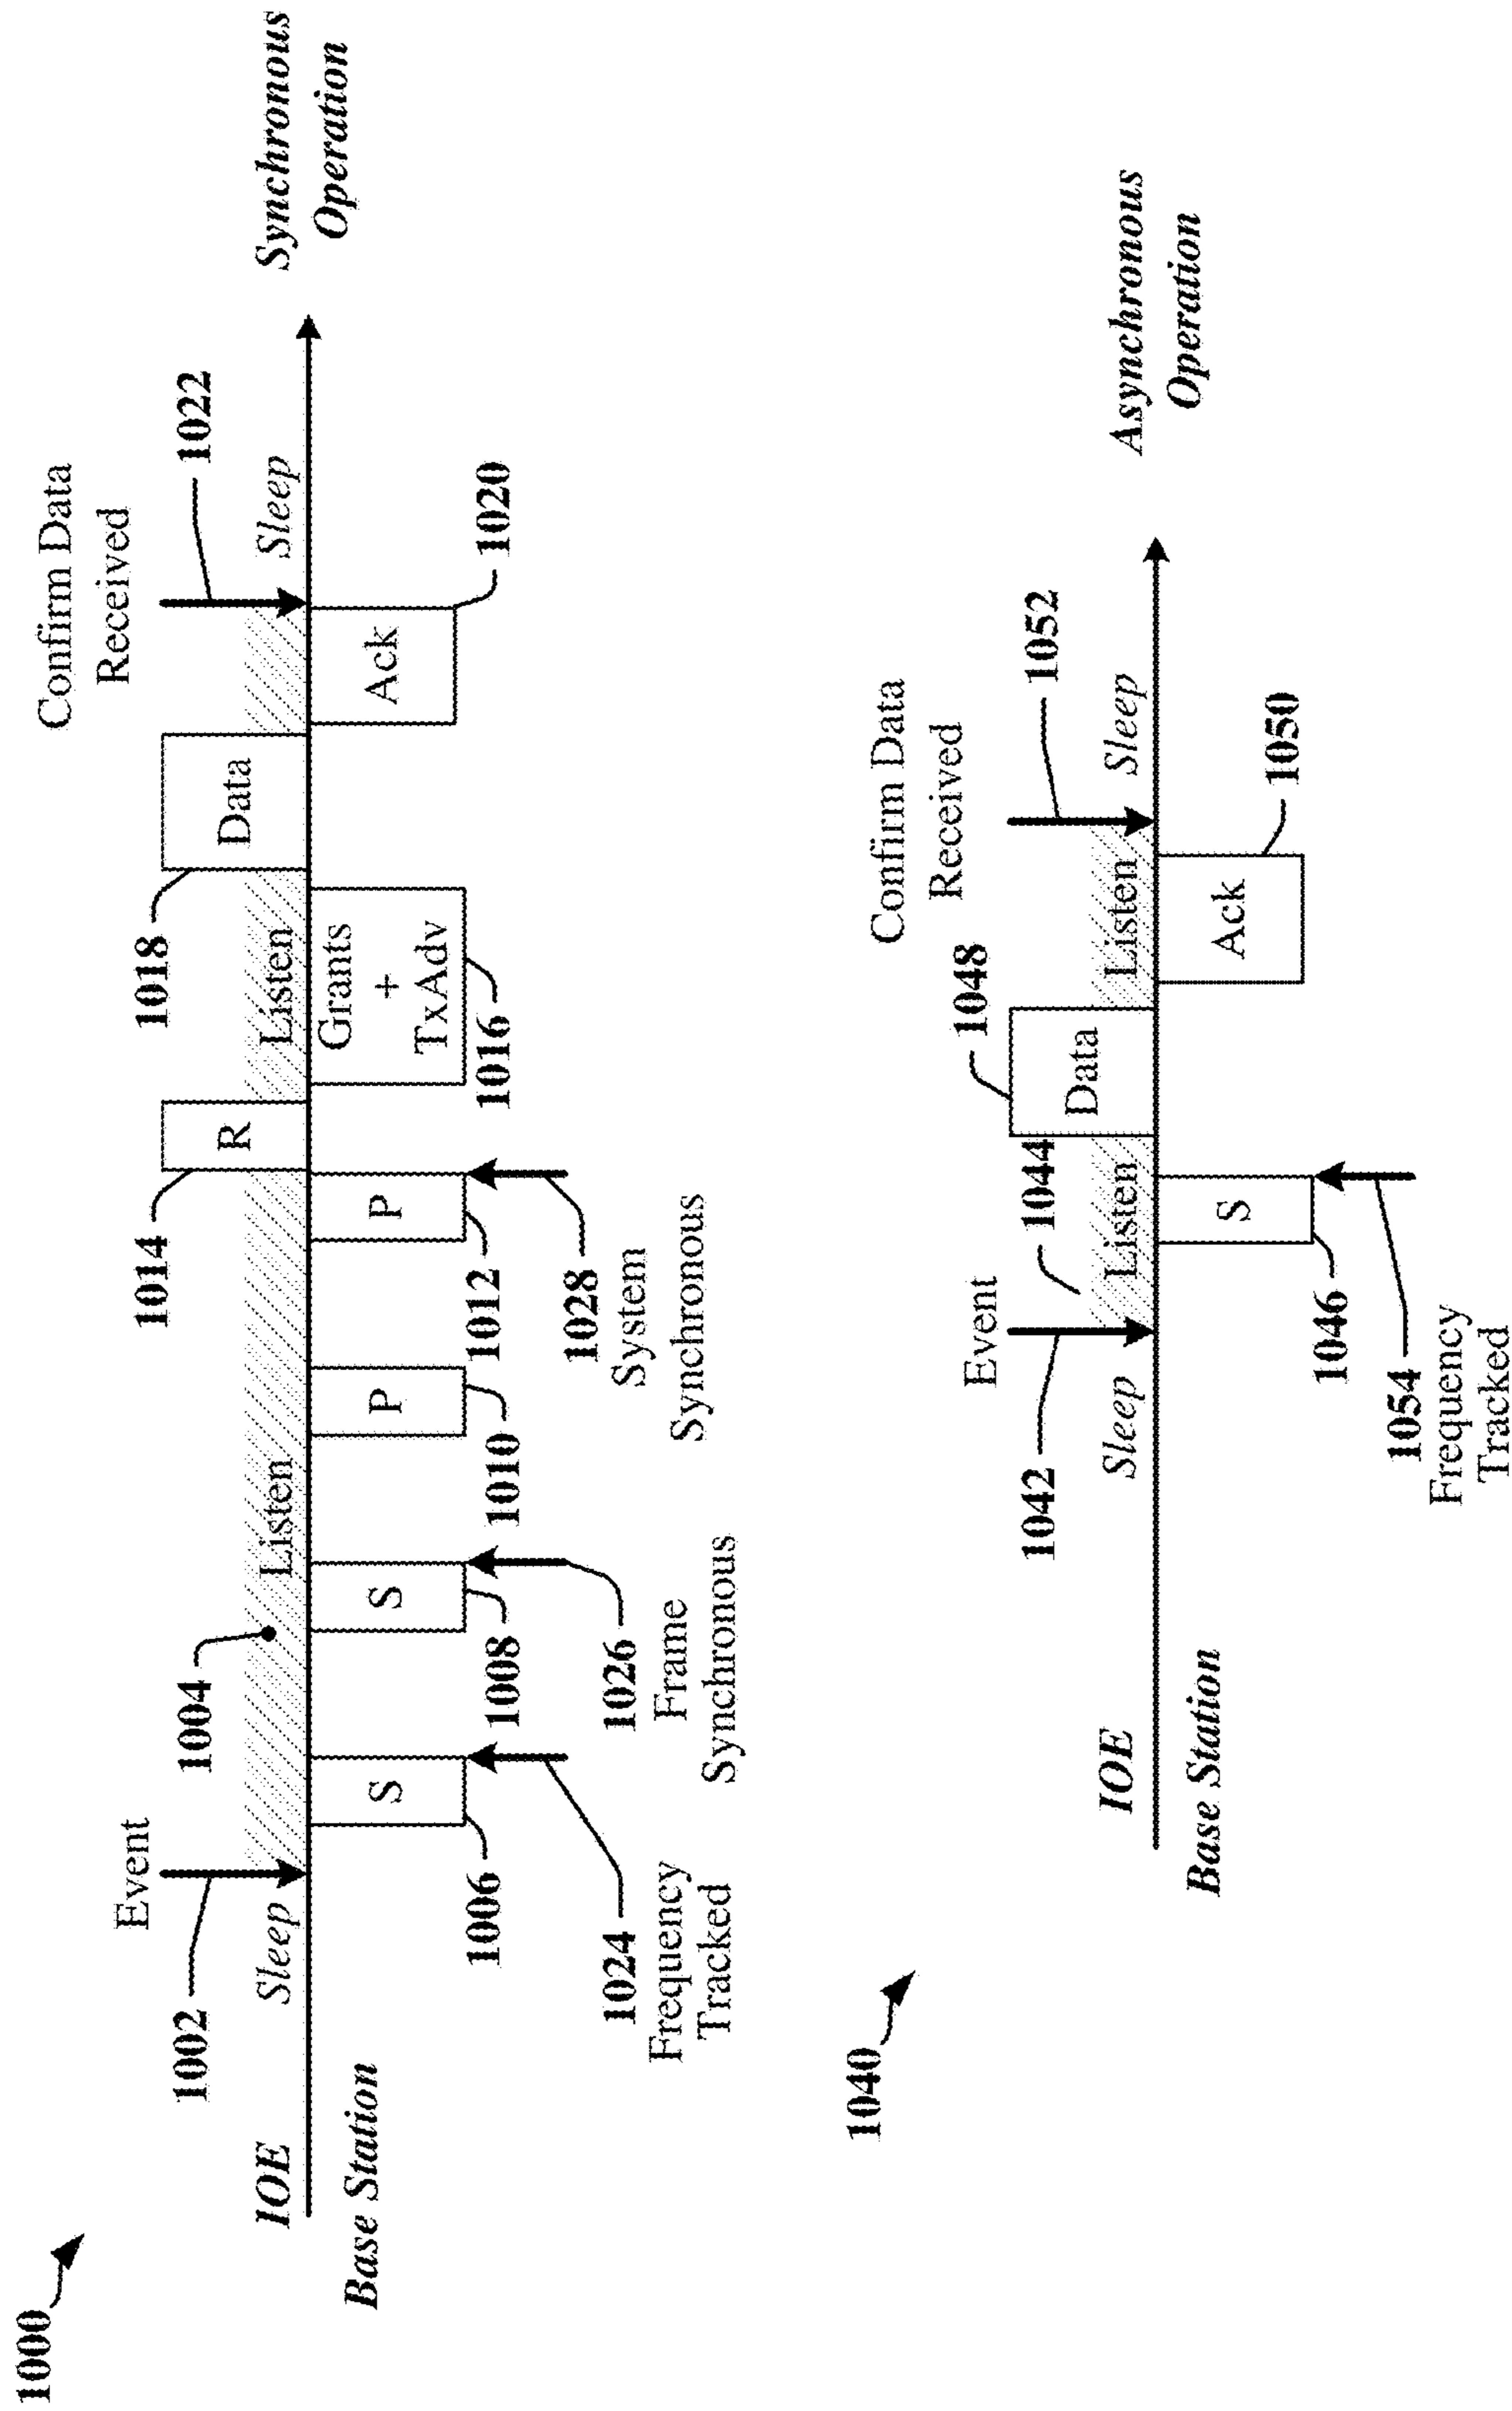 1000
Event
Confirm Data
Received
1002
1004
1014
1018
1022
IOE
Sleep
Listen
R
Listen
Data
Sleep
Synchronous
Operation
Base Station
S
S
P
P
Grants
+
TxAdv
Ack
1006
1008
1010
1012
1016
1020
1024
Frequency
Tracked
1026
Frame
Synchronous
1028
System
Synchronous
1040
Event
Confirm Data
Received
1042
1044
1048
1052
IOE
Sleep
Listen
Data
Listen
Sleep
Asynchronous
Operation
Base Station
S
Ack
1046
1050
1054
Frequency
Tracked